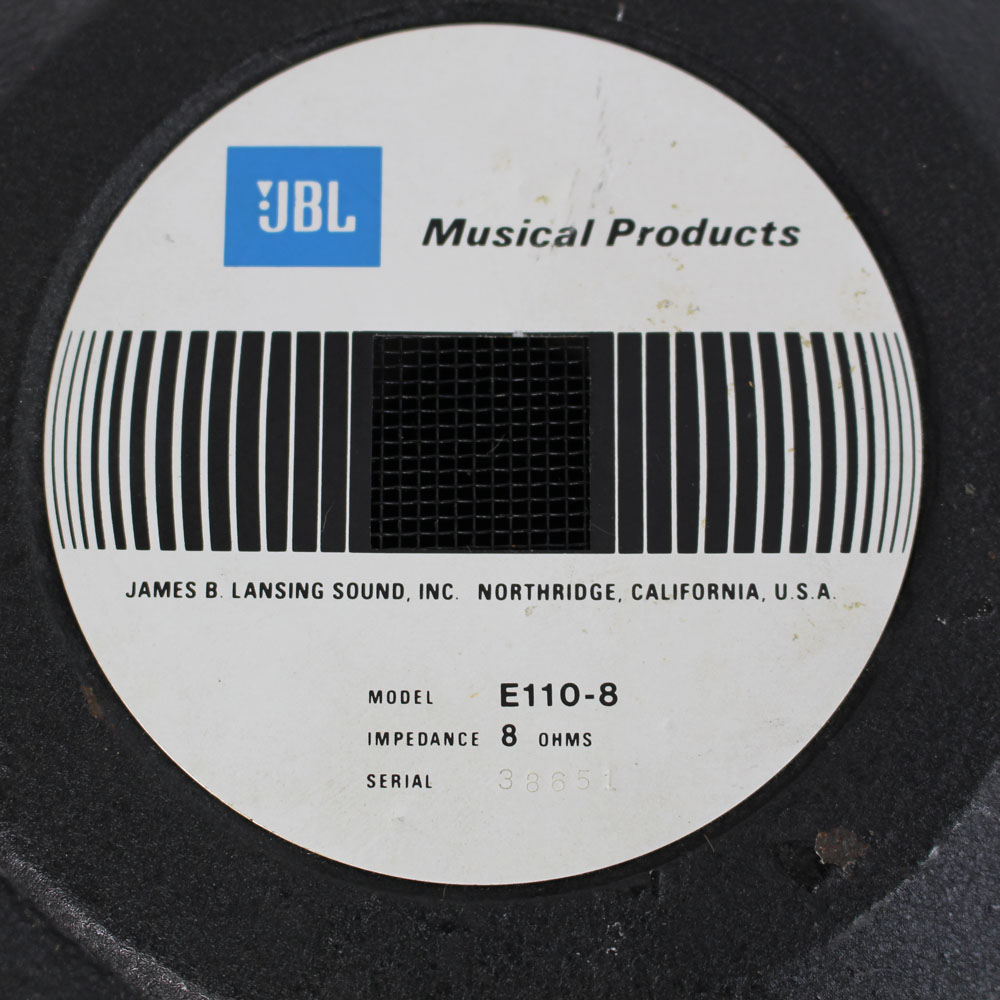 JBL
Musical Products
JAMES B. LANSING SOUND, INC. NORTHRIDGE, CALIFORNIA, U.S.A.
MODEL E110-8
IMPEDANCE 8 OHMS
SERIAL 38651